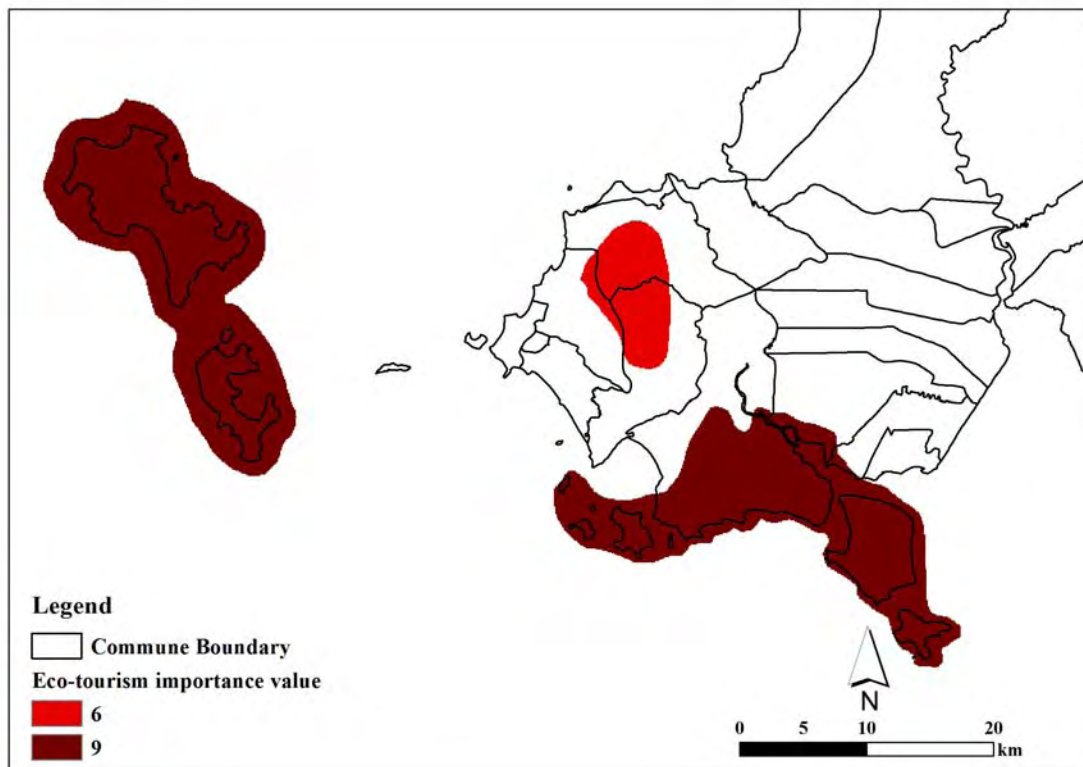 Legend
Commune Boundary
Eco-tourism importance value
6
9
N
0 5 10 20
km